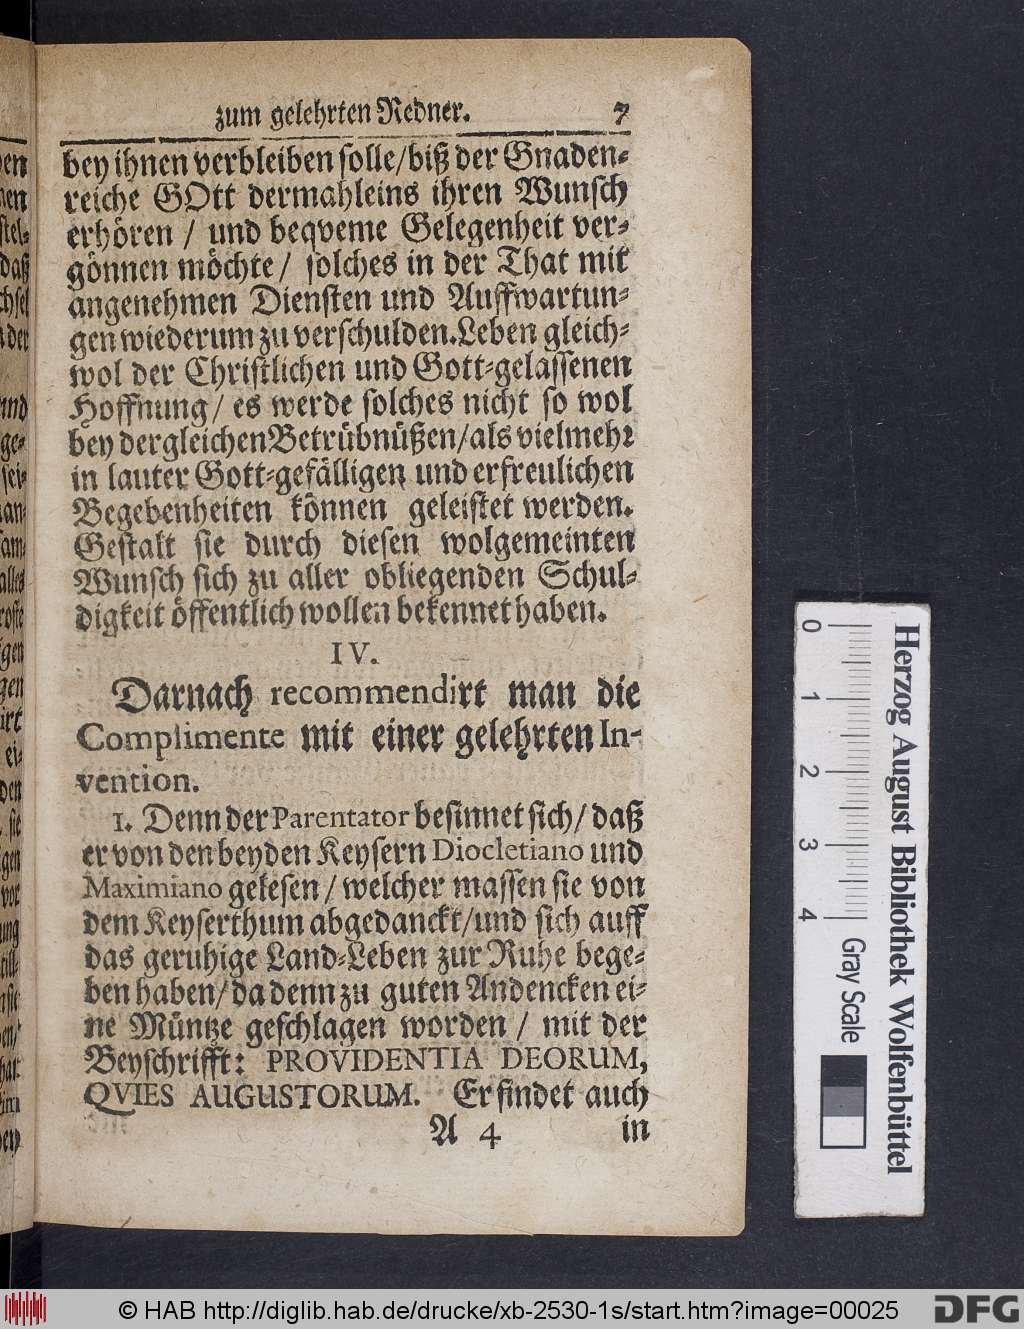 zum gelehrten Redner. 7
bey ihnen verbleiben solle/biß der Gnaden-
reiche GOtt dermahleins ihren Wunsch
erhören / und beqveme Gelegenheit ver-
gönnen möchte/ solches in der That mit
angenehmen Diensten und Auffwartun-
gen wiederum zu verschulden. Leben gleich-
wol der Christlichen und Gott-gelassenen
Hoffnung/ es werde solches nicht so wol
bey dergleichen Betrübnüßen/als vielmehr
in lauter Gott-gefälligen und erfreulichen
Begebenheiten können geleistet werden.
Gestalt sie durch diesen wolgemeinten
Wunsch sich zu aller obliegenden Schul-
digkeit öffentlich wollen bekennet haben.
IV.
Darnach recommendirt man die
Complimente mit einer gelehrten In-
vention.
1. Denn der Parentator besinnet sich/ daß
er von den beyden Keysern Diocletiano und
Maximiano gelesen / welcher massen sie von
dem Keyserthum abgedanckt/und sich auff
das geruhige Land-Leben zur Ruhe bege-
ben haben/ da denn zu guten Andencken ei-
ne Müntze geschlagen worden / mit der
Beyschrifft: PROVIDENTIA DEORUM,
QVIES AUGUSTORUM. Er findet auch
A 4 in
0 1 2 3 4
Herzog August Bibliothek Wolfenbüttel
Gray Scale
© HAB http://diglib.hab.de/drucke/xb-2530-1s/start.htm?image=00025
DFG